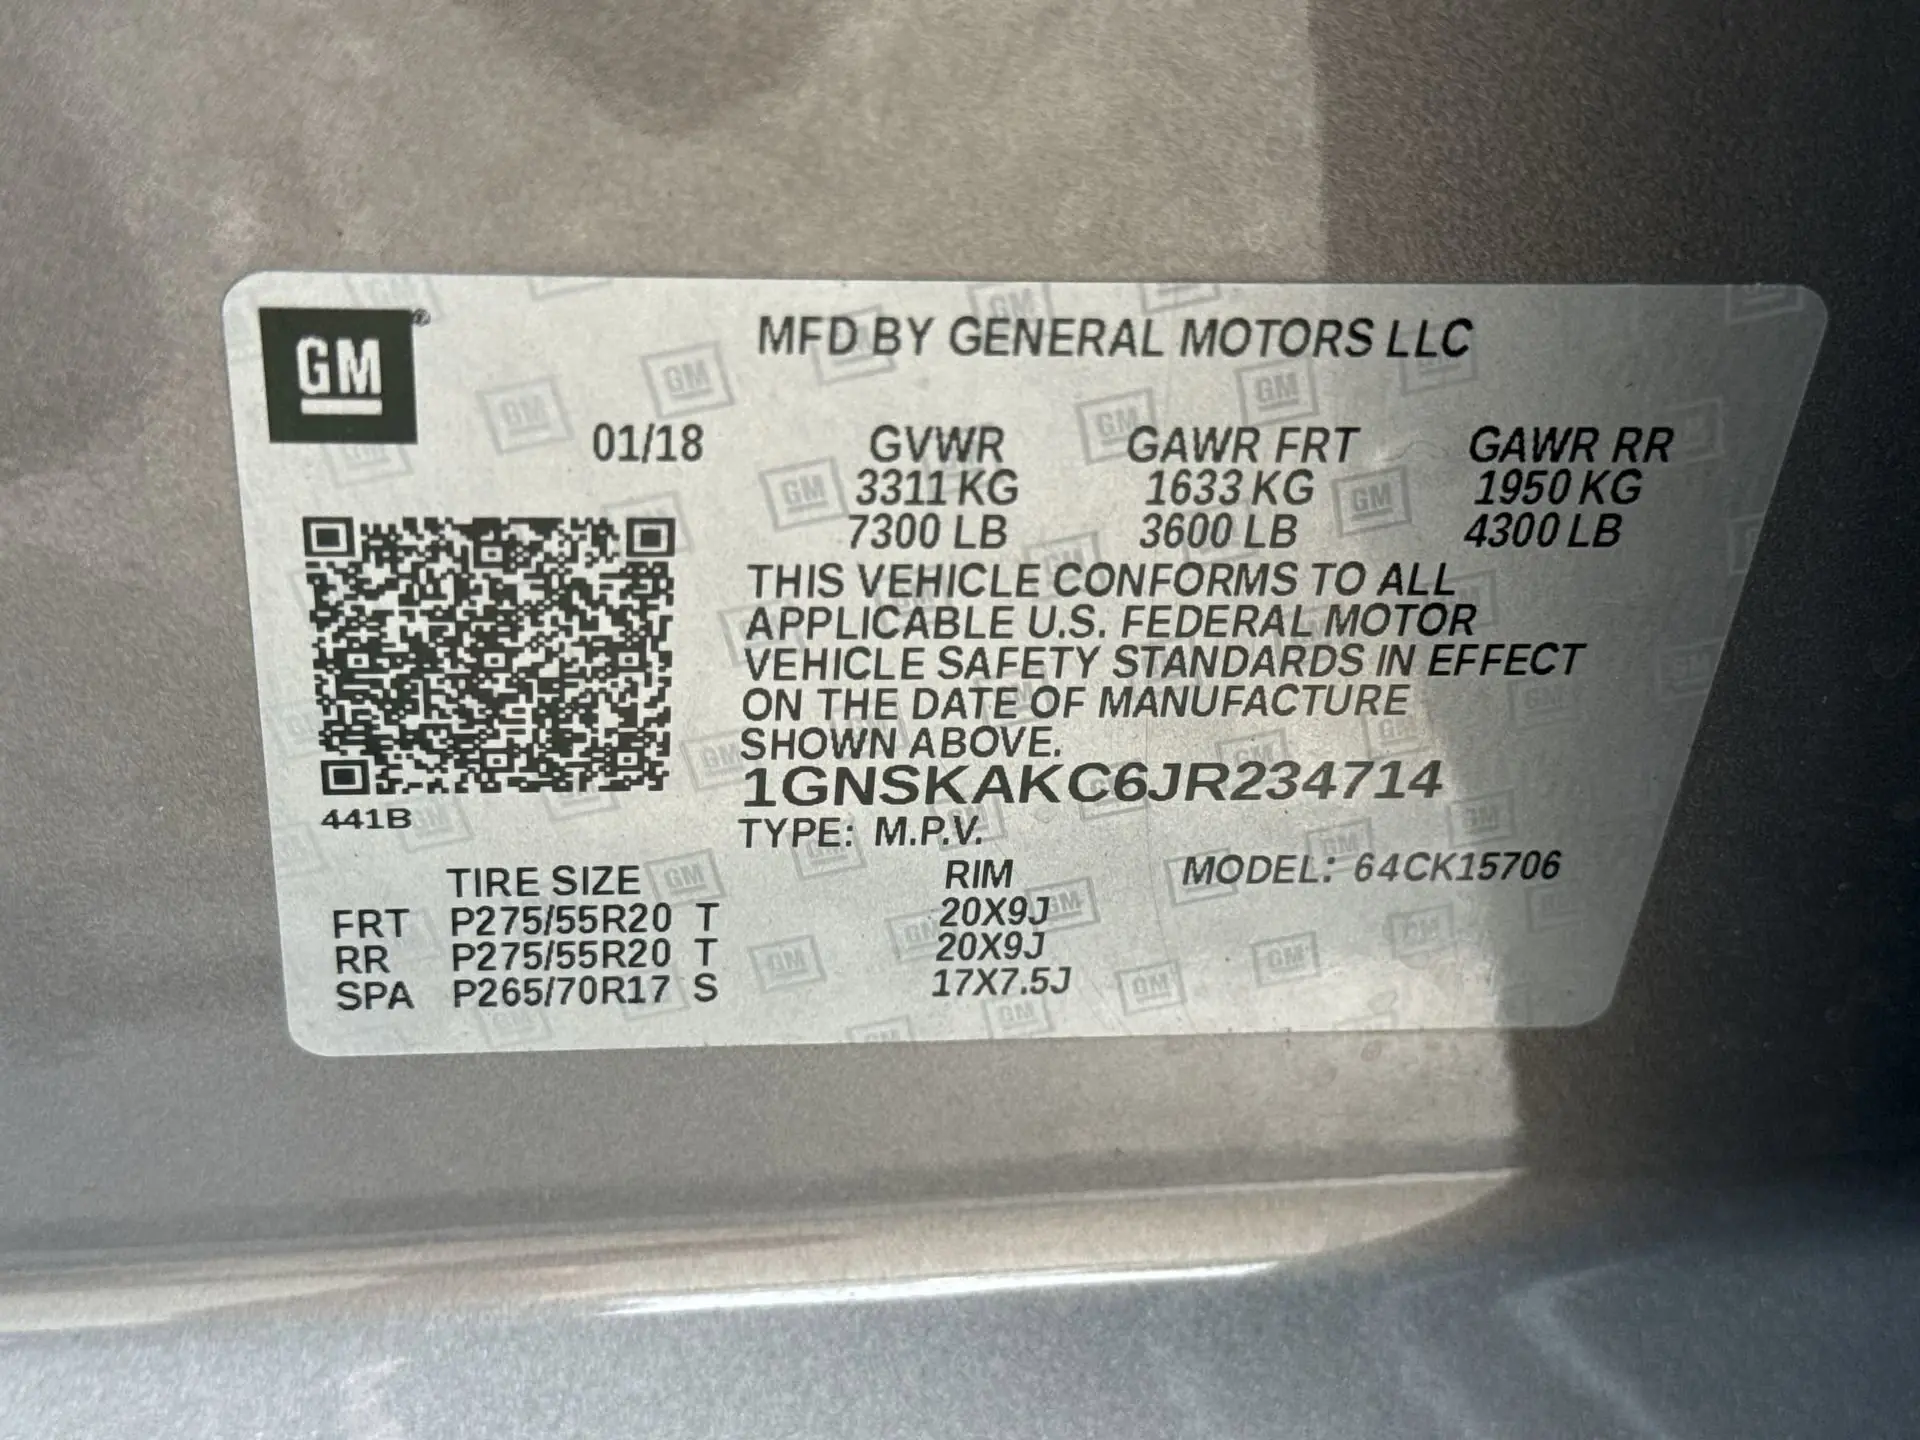 GM ®
MFD BY GENERAL MOTORS LLC
01/18 GVWR GAWR FRT GAWR RR
3311 KG 1633 KG 1950 KG
7300 LB 3600 LB 4300 LB
THIS VEHICLE CONFORMS TO ALL
APPLICABLE U.S. FEDERAL MOTOR
VEHICLE SAFETY STANDARDS IN EFFECT
ON THE DATE OF MANUFACTURE
SHOWN ABOVE.
1GNSKAKC6JR234714
441B
TYPE: M.P.V.
TIRE SIZE RIM MODEL: 64CK15706
FRT P275/55R20 T 20X9J
RR P275/55R20 T 20X9J
SPA P265/70R17 S 17X7.5J